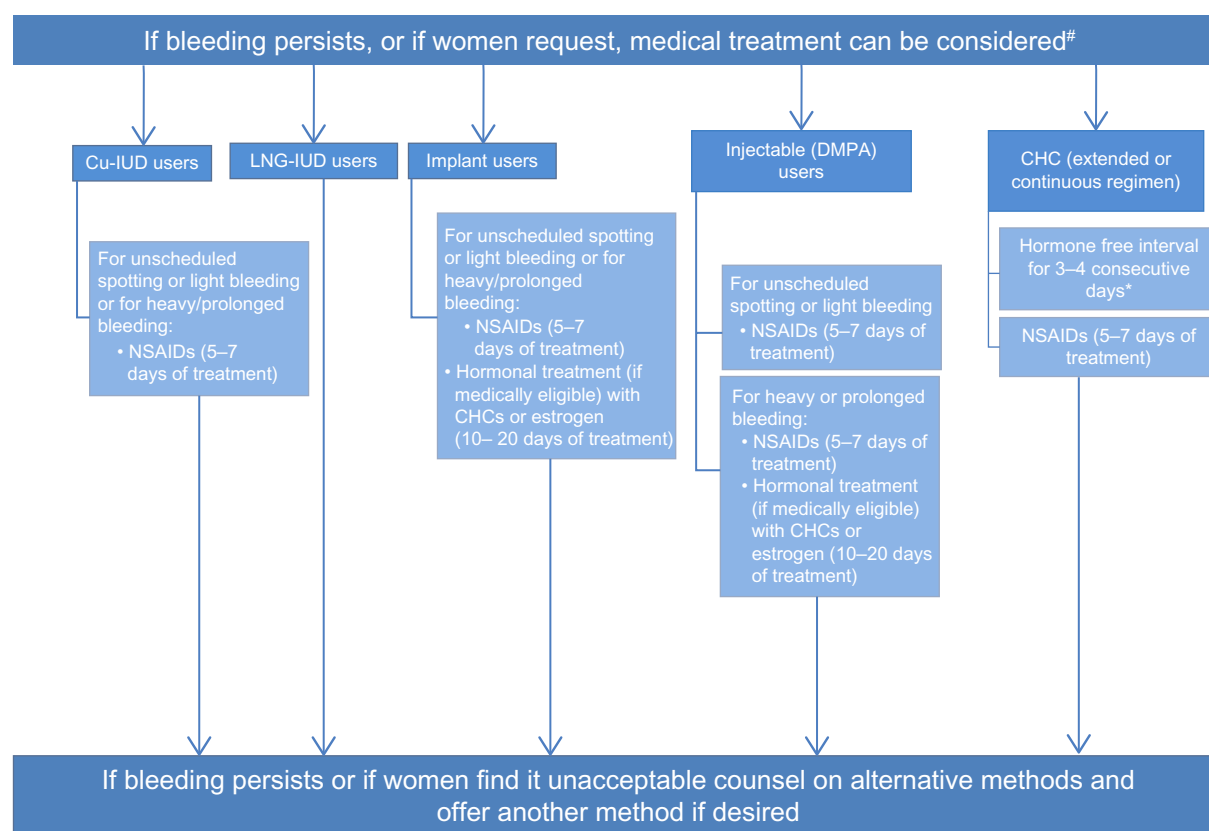 If bleeding persists, or if women request, medical treatment can be considered#
Cu-IUD users
LNG-IUD users
Implant users
Injectable (DMPA)
users
CHC (extended or
continuous regimen)
For unscheduled
spotting or light bleeding
or for heavy/prolonged
bleeding:
• NSAIDs (5–7
days of treatment)
For unscheduled spotting
or light bleeding or for
heavy/prolonged
bleeding:
• NSAIDs (5–7
days of treatment)
• Hormonal treatment (if
medically eligible) with
CHCs or estrogen
(10– 20 days of treatment)
For unscheduled
spotting or light bleeding
• NSAIDs (5–7 days of
treatment)
For heavy or prolonged
bleeding:
• NSAIDs (5–7 days of
treatment)
• Hormonal treatment
(if medically eligible)
with CHCs or
estrogen (10–20 days
of treatment)
Hormone free interval
for 3–4 consecutive
days*
NSAIDs (5–7 days of
treatment)
If bleeding persists or if women find it unacceptable counsel on alternative methods and
offer another method if desired